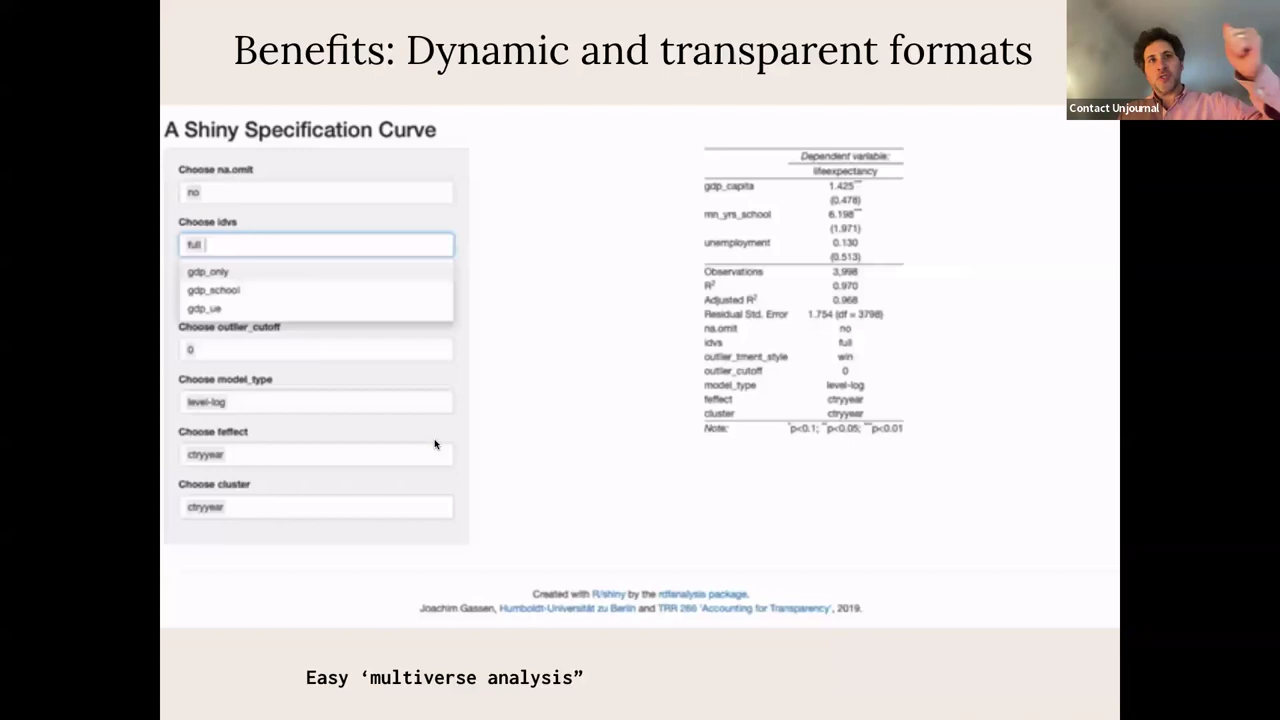 Benefits: Dynamic and transparent formats
Contact Unjournal
A Shiny Specification Curve
Choose na.omit
no
Choose idvs
full
gdp_only
gdp_school
gdp_ue
Choose outlier_cutoff
0
Choose model_type
level-log
Choose feffect
ctryyear
Choose cluster
ctryyear
Dependent variable:
lifeexpectancy
gdp_capita 1.425***
(0.478)
mn_yrs_school 6.198***
(1.971)
unemployment 0.130
(0.513)
Observations 3,998
R2 0.970
Adjusted R2 0.968
Residual Std. Error 1.754 (df = 3798)
na.omit no
idvs full
outlier_tment_style win
outlier_cutoff 0
model_type level-log
feffect ctryyear
cluster ctryyear
Note: *p<0.1; **p<0.05; ***p<0.01
Created with R/shiny by the rdfanalysis package.
Joachim Gassen, Humboldt-Universität zu Berlin and TRR 266 'Accounting for Transparency', 2019.
Easy ‘multiverse analysis”